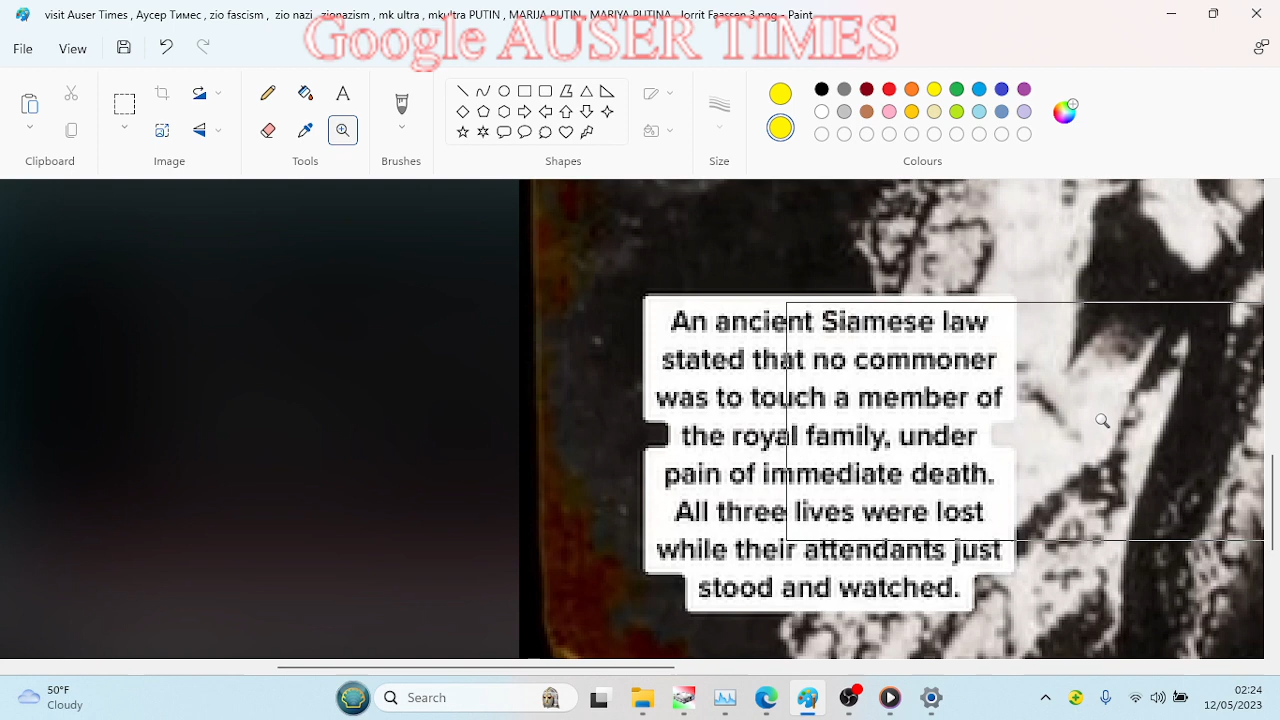 visit Auser Times , Аусер Тимес , zio fascism , zio nazi , zionazism , mk ultra , mkultra PUTIN , MARIJA PUTIN , MARIYA PUTINA , Jorrit Faassen 3.png - Paint
Google AUSER TIMES
File View
Clipboard Image Tools Brushes Shapes Size Colours
An ancient Siamese law
stated that no commoner
was to touch a member of
the royal family, under
pain of immediate death.
All three lives were lost
while their attendants just
stood and watched.
50°F
Cloudy
Search
22:24
12/05/2023